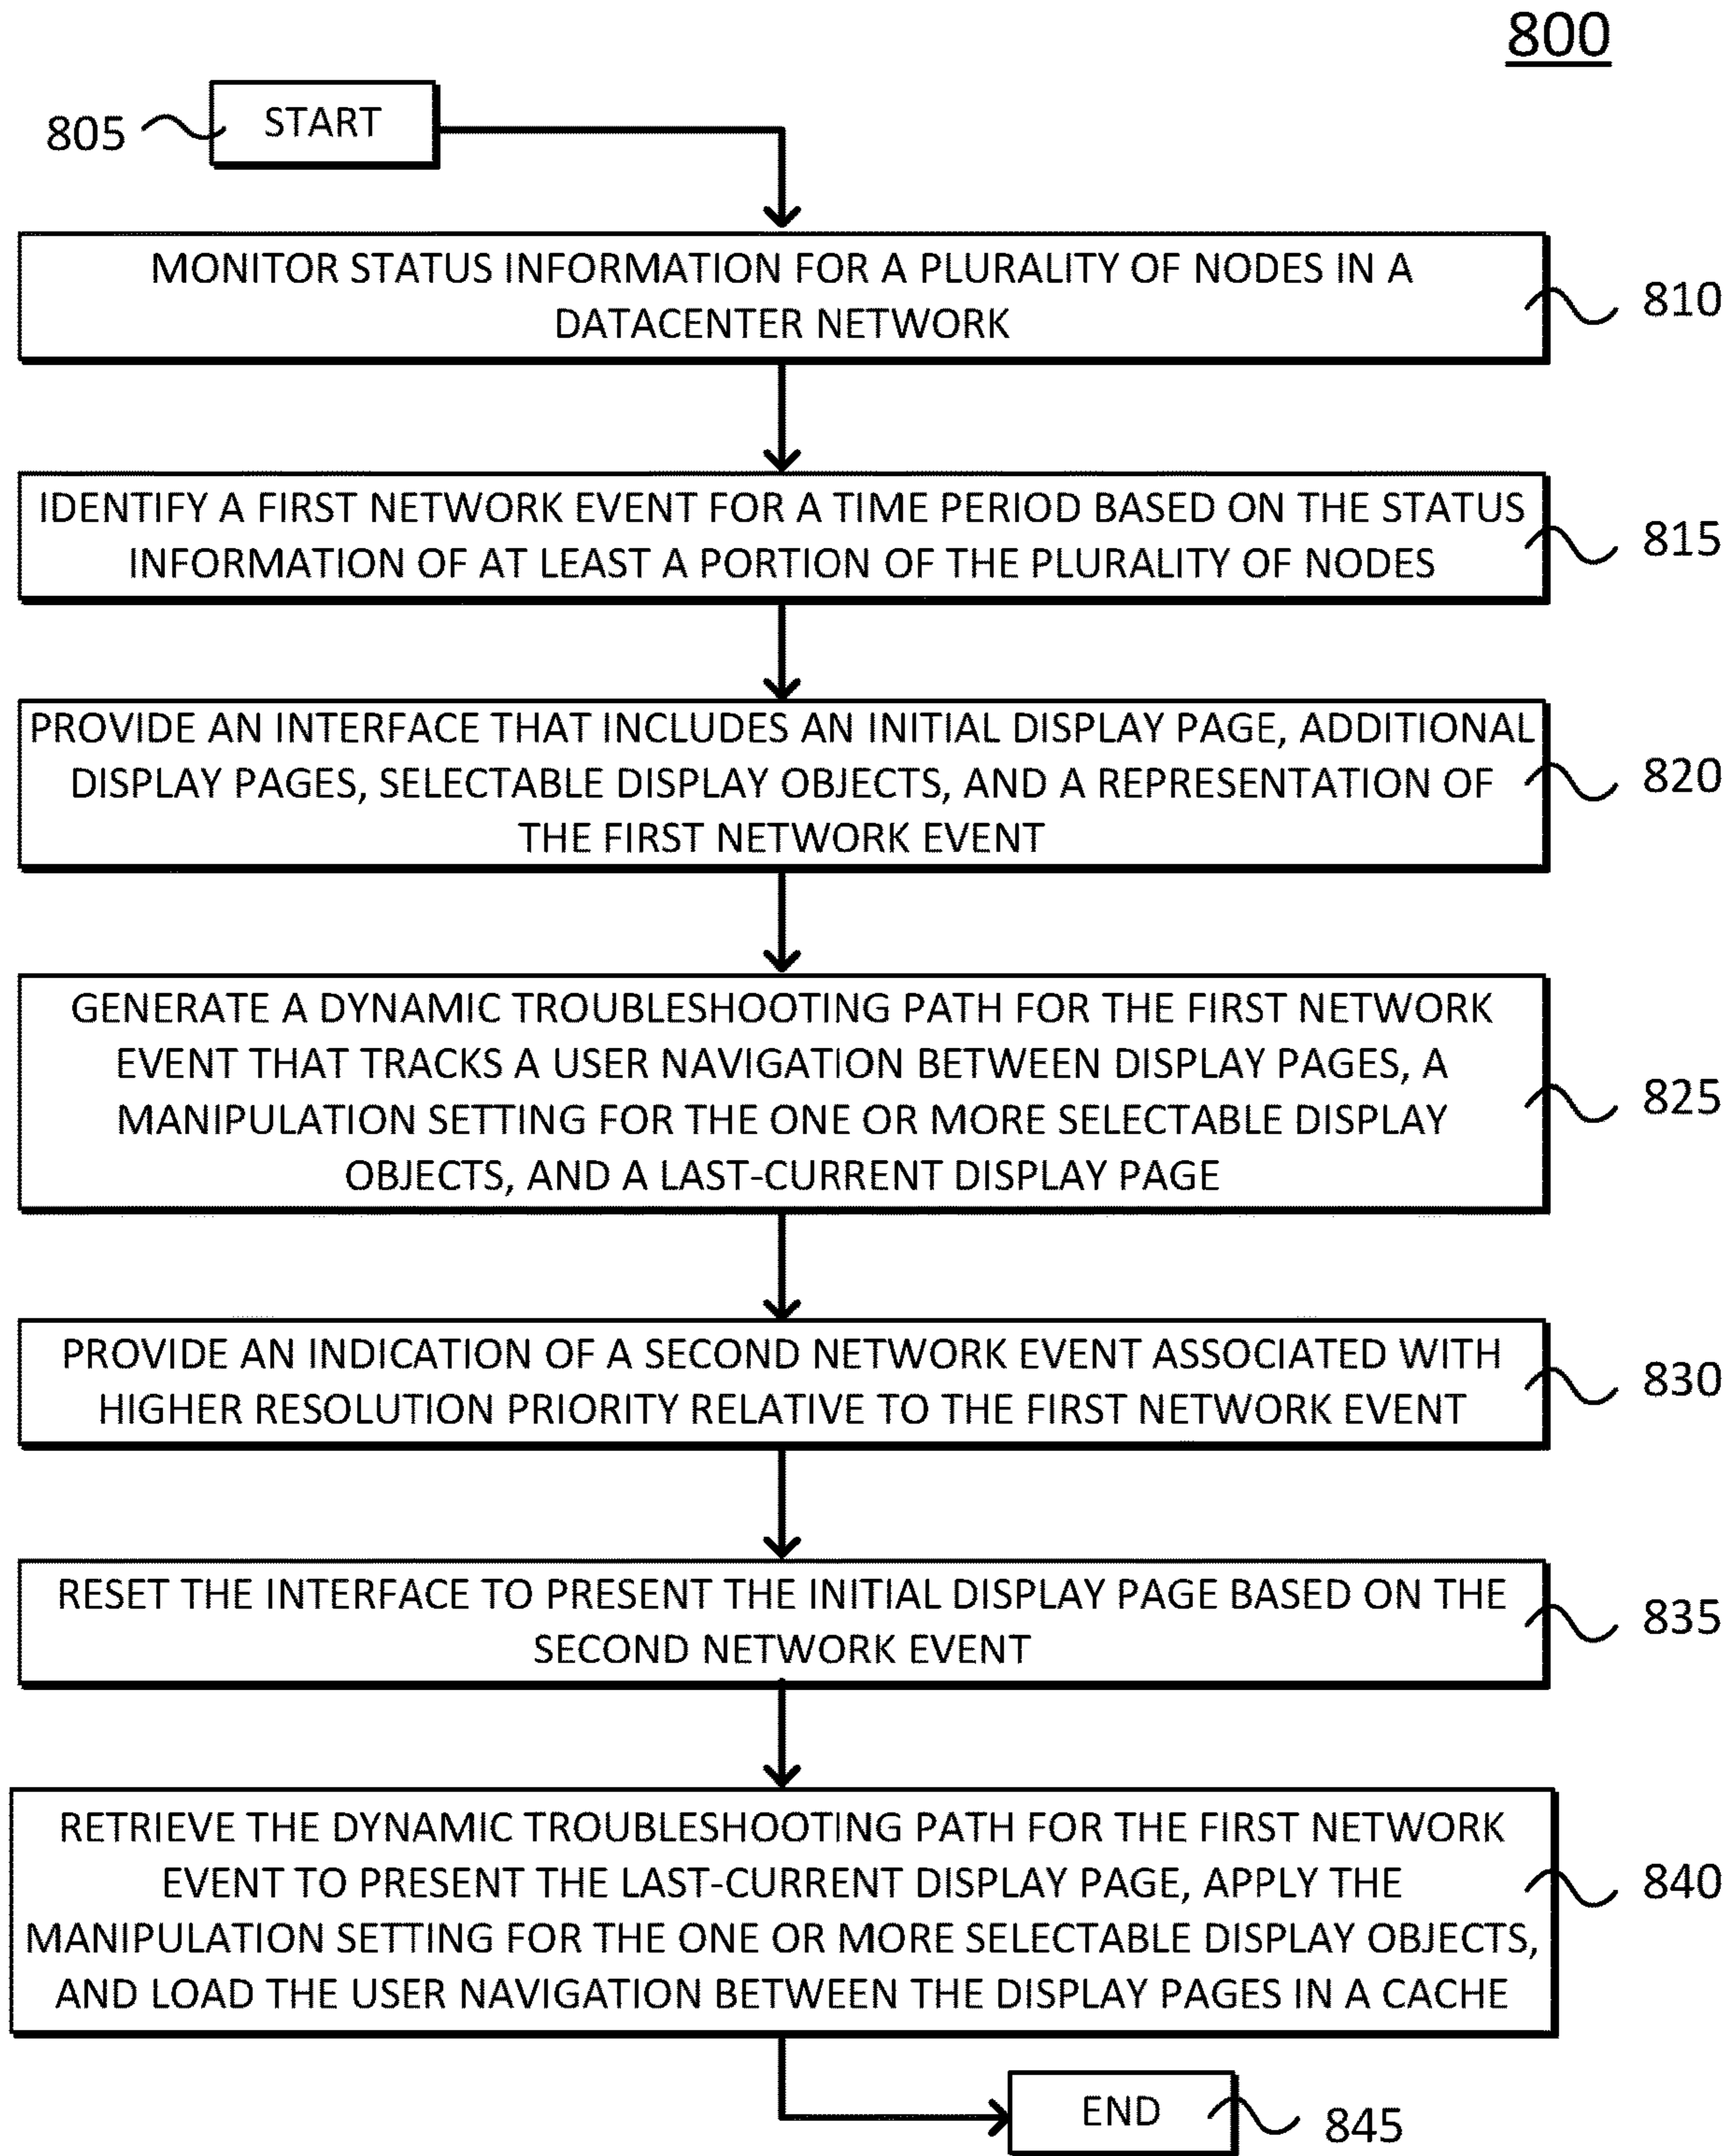 800
805
START
MONITOR STATUS INFORMATION FOR A PLURALITY OF NODES IN A
DATACENTER NETWORK
810
IDENTIFY A FIRST NETWORK EVENT FOR A TIME PERIOD BASED ON THE STATUS
INFORMATION OF AT LEAST A PORTION OF THE PLURALITY OF NODES
815
PROVIDE AN INTERFACE THAT INCLUDES AN INITIAL DISPLAY PAGE, ADDITIONAL
DISPLAY PAGES, SELECTABLE DISPLAY OBJECTS, AND A REPRESENTATION OF
THE FIRST NETWORK EVENT
820
GENERATE A DYNAMIC TROUBLESHOOTING PATH FOR THE FIRST NETWORK
EVENT THAT TRACKS A USER NAVIGATION BETWEEN DISPLAY PAGES, A
MANIPULATION SETTING FOR THE ONE OR MORE SELECTABLE DISPLAY
OBJECTS, AND A LAST-CURRENT DISPLAY PAGE
825
PROVIDE AN INDICATION OF A SECOND NETWORK EVENT ASSOCIATED WITH
HIGHER RESOLUTION PRIORITY RELATIVE TO THE FIRST NETWORK EVENT
830
RESET THE INTERFACE TO PRESENT THE INITIAL DISPLAY PAGE BASED ON THE
SECOND NETWORK EVENT
835
RETRIEVE THE DYNAMIC TROUBLESHOOTING PATH FOR THE FIRST NETWORK
EVENT TO PRESENT THE LAST-CURRENT DISPLAY PAGE, APPLY THE
MANIPULATION SETTING FOR THE ONE OR MORE SELECTABLE DISPLAY OBJECTS,
AND LOAD THE USER NAVIGATION BETWEEN THE DISPLAY PAGES IN A CACHE
840
END
845